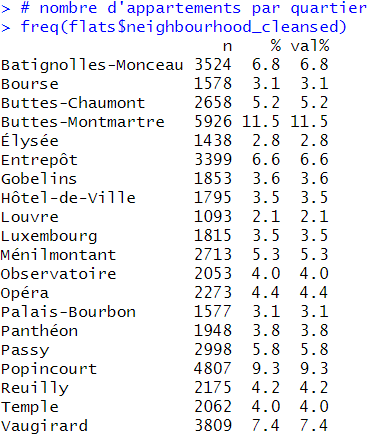 > # nombre d'appartements par quartier
> freq(flats$neighbourhood_cleansed)
n % val%
Batignolles-Monceau 3524 6.8 6.8
Bourse 1578 3.1 3.1
Buttes-Chaumont 2658 5.2 5.2
Buttes-Montmartre 5926 11.5 11.5
Élysée 1438 2.8 2.8
Entrepôt 3399 6.6 6.6
Gobelins 1853 3.6 3.6
Hôtel-de-Ville 1795 3.5 3.5
Louvre 1093 2.1 2.1
Luxembourg 1815 3.5 3.5
Ménilmontant 2713 5.3 5.3
Observatoire 2053 4.0 4.0
Opéra 2273 4.4 4.4
Palais-Bourbon 1577 3.1 3.1
Panthéon 1948 3.8 3.8
Passy 2998 5.8 5.8
Popincourt 4807 9.3 9.3
Reuilly 2175 4.2 4.2
Temple 2062 4.0 4.0
Vaugirard 3809 7.4 7.4